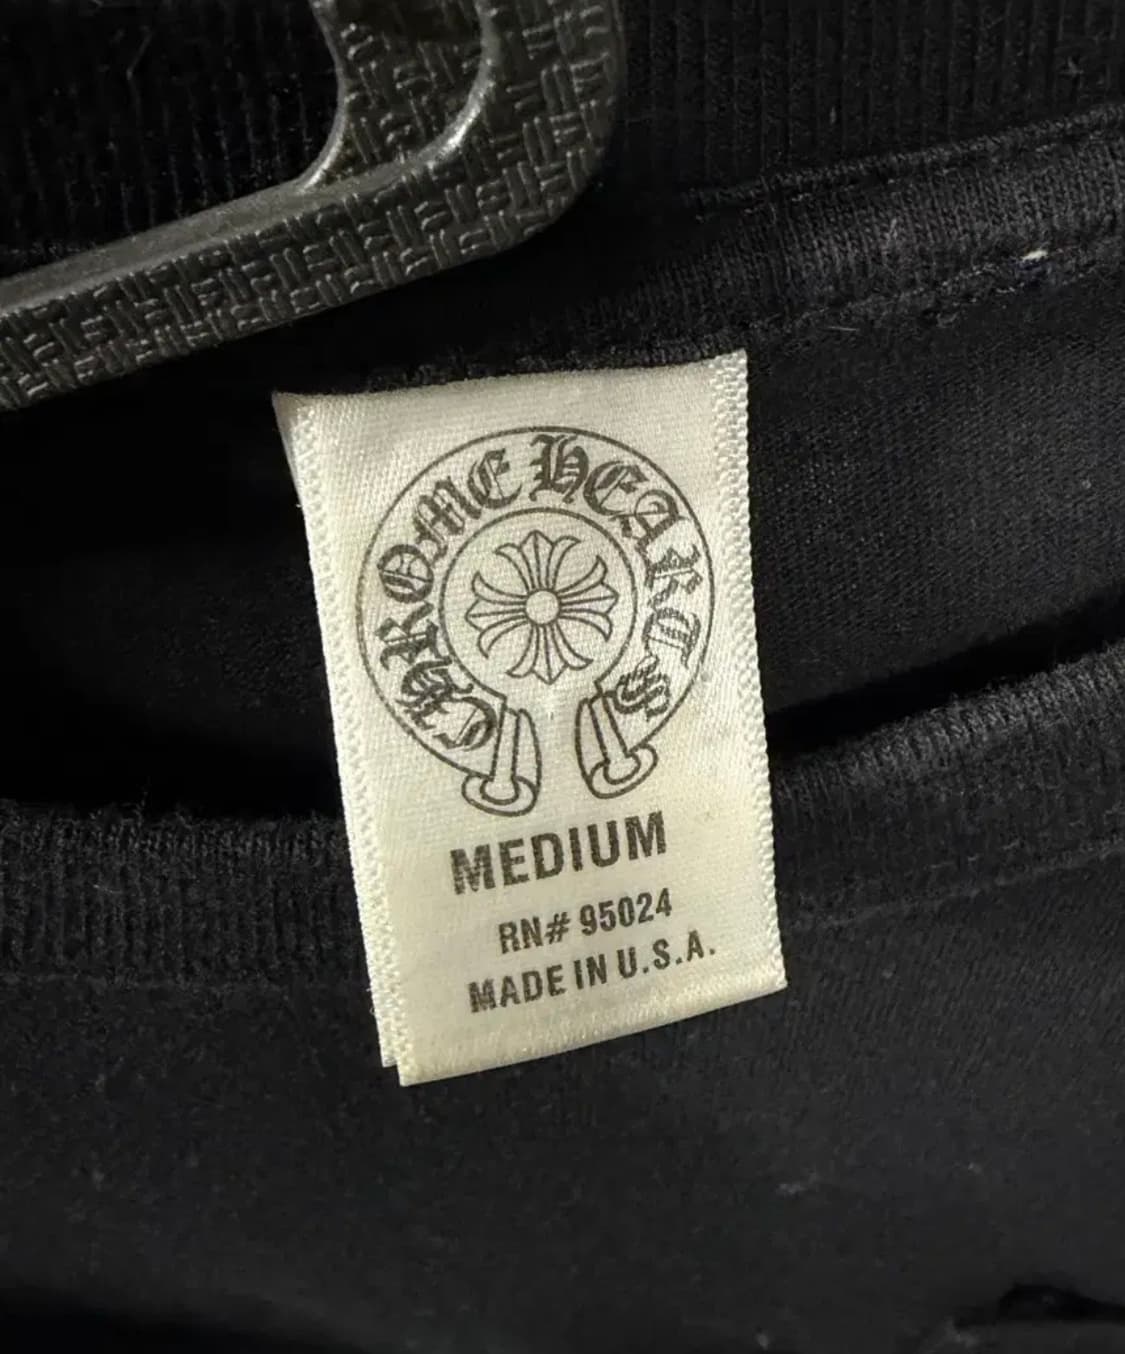 CHROME HEARTS
MEDIUM
RN# 95024
MADE IN U.S.A.